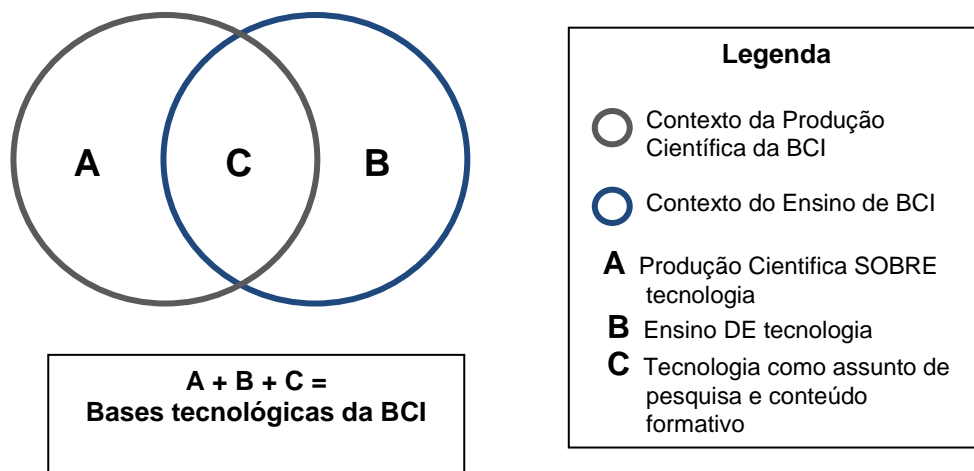 A
C
B
A + B + C =
Bases tecnológicas da BCI
Legenda
Contexto da Produção
Científica da BCI
Contexto do Ensino de BCI
A Produção Cientifica SOBRE
tecnologia
B Ensino DE tecnologia
C Tecnologia como assunto de
pesquisa e conteúdo
formativo